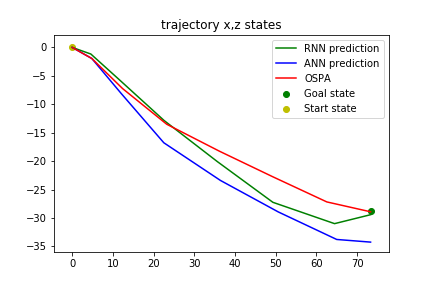 trajectory x,z states
RNN prediction
ANN prediction
OSPA
Goal state
Start state
0
−5
−10
−15
−20
−25
−30
−35
0 10 20 30 40 50 60 70